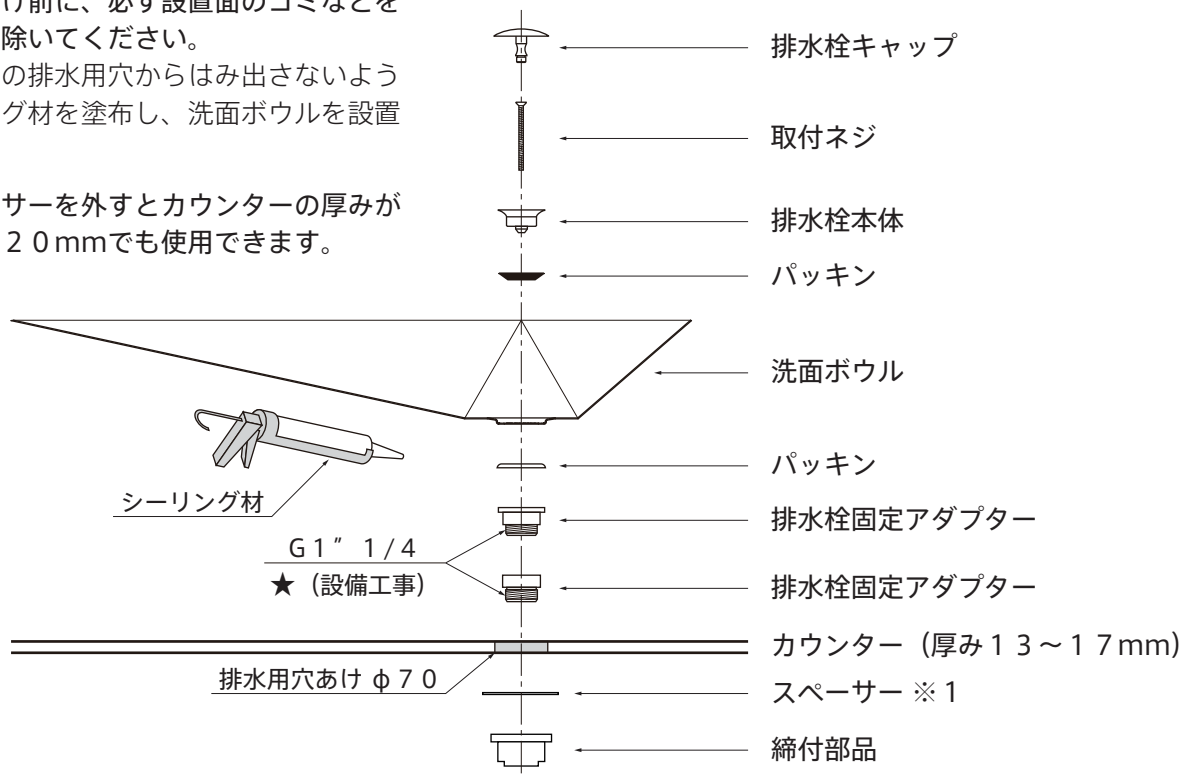 け前に、必ず設置面のゴミなどを
除いてください。
の排水用穴からはみ出さないよう
グ材を塗布し、洗面ボウルを設置
サーを外すとカウンターの厚みが
２０mmでも使用できます。
排水栓キャップ
取付ネジ
排水栓本体
パッキン
洗面ボウル
パッキン
シーリング材
排水栓固定アダプター
Ｇ１″１/４
★（設備工事）
排水栓固定アダプター
カウンター（厚み１３～１７mm）
排水用穴あけφ７０
スペーサー※１
締付部品